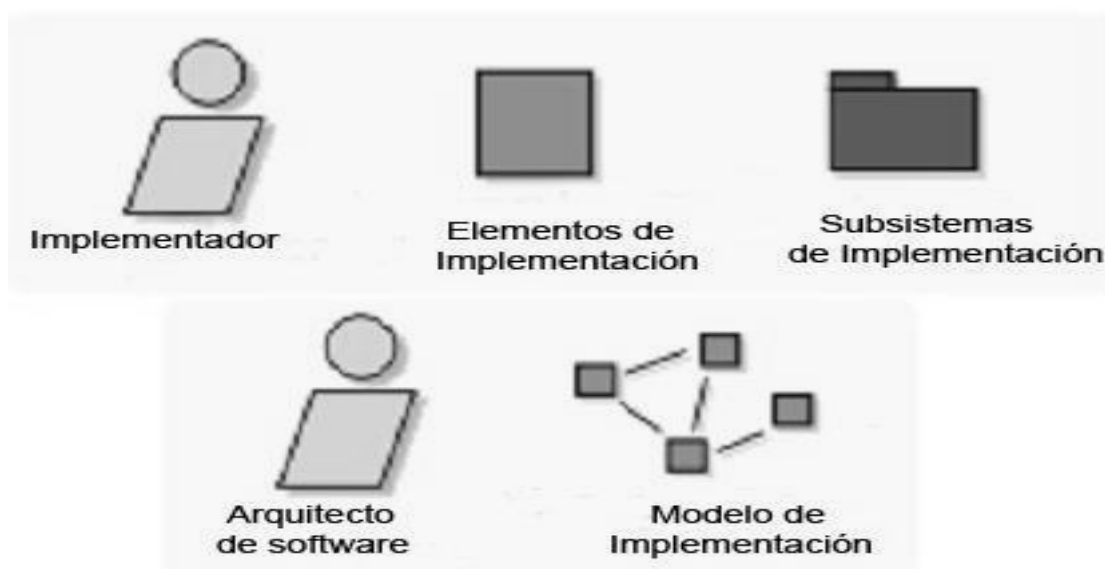 Implementador
Elementos de
Implementación
Subsistemas
de Implementación
Arquitecto
de software
Modelo de
Implementación